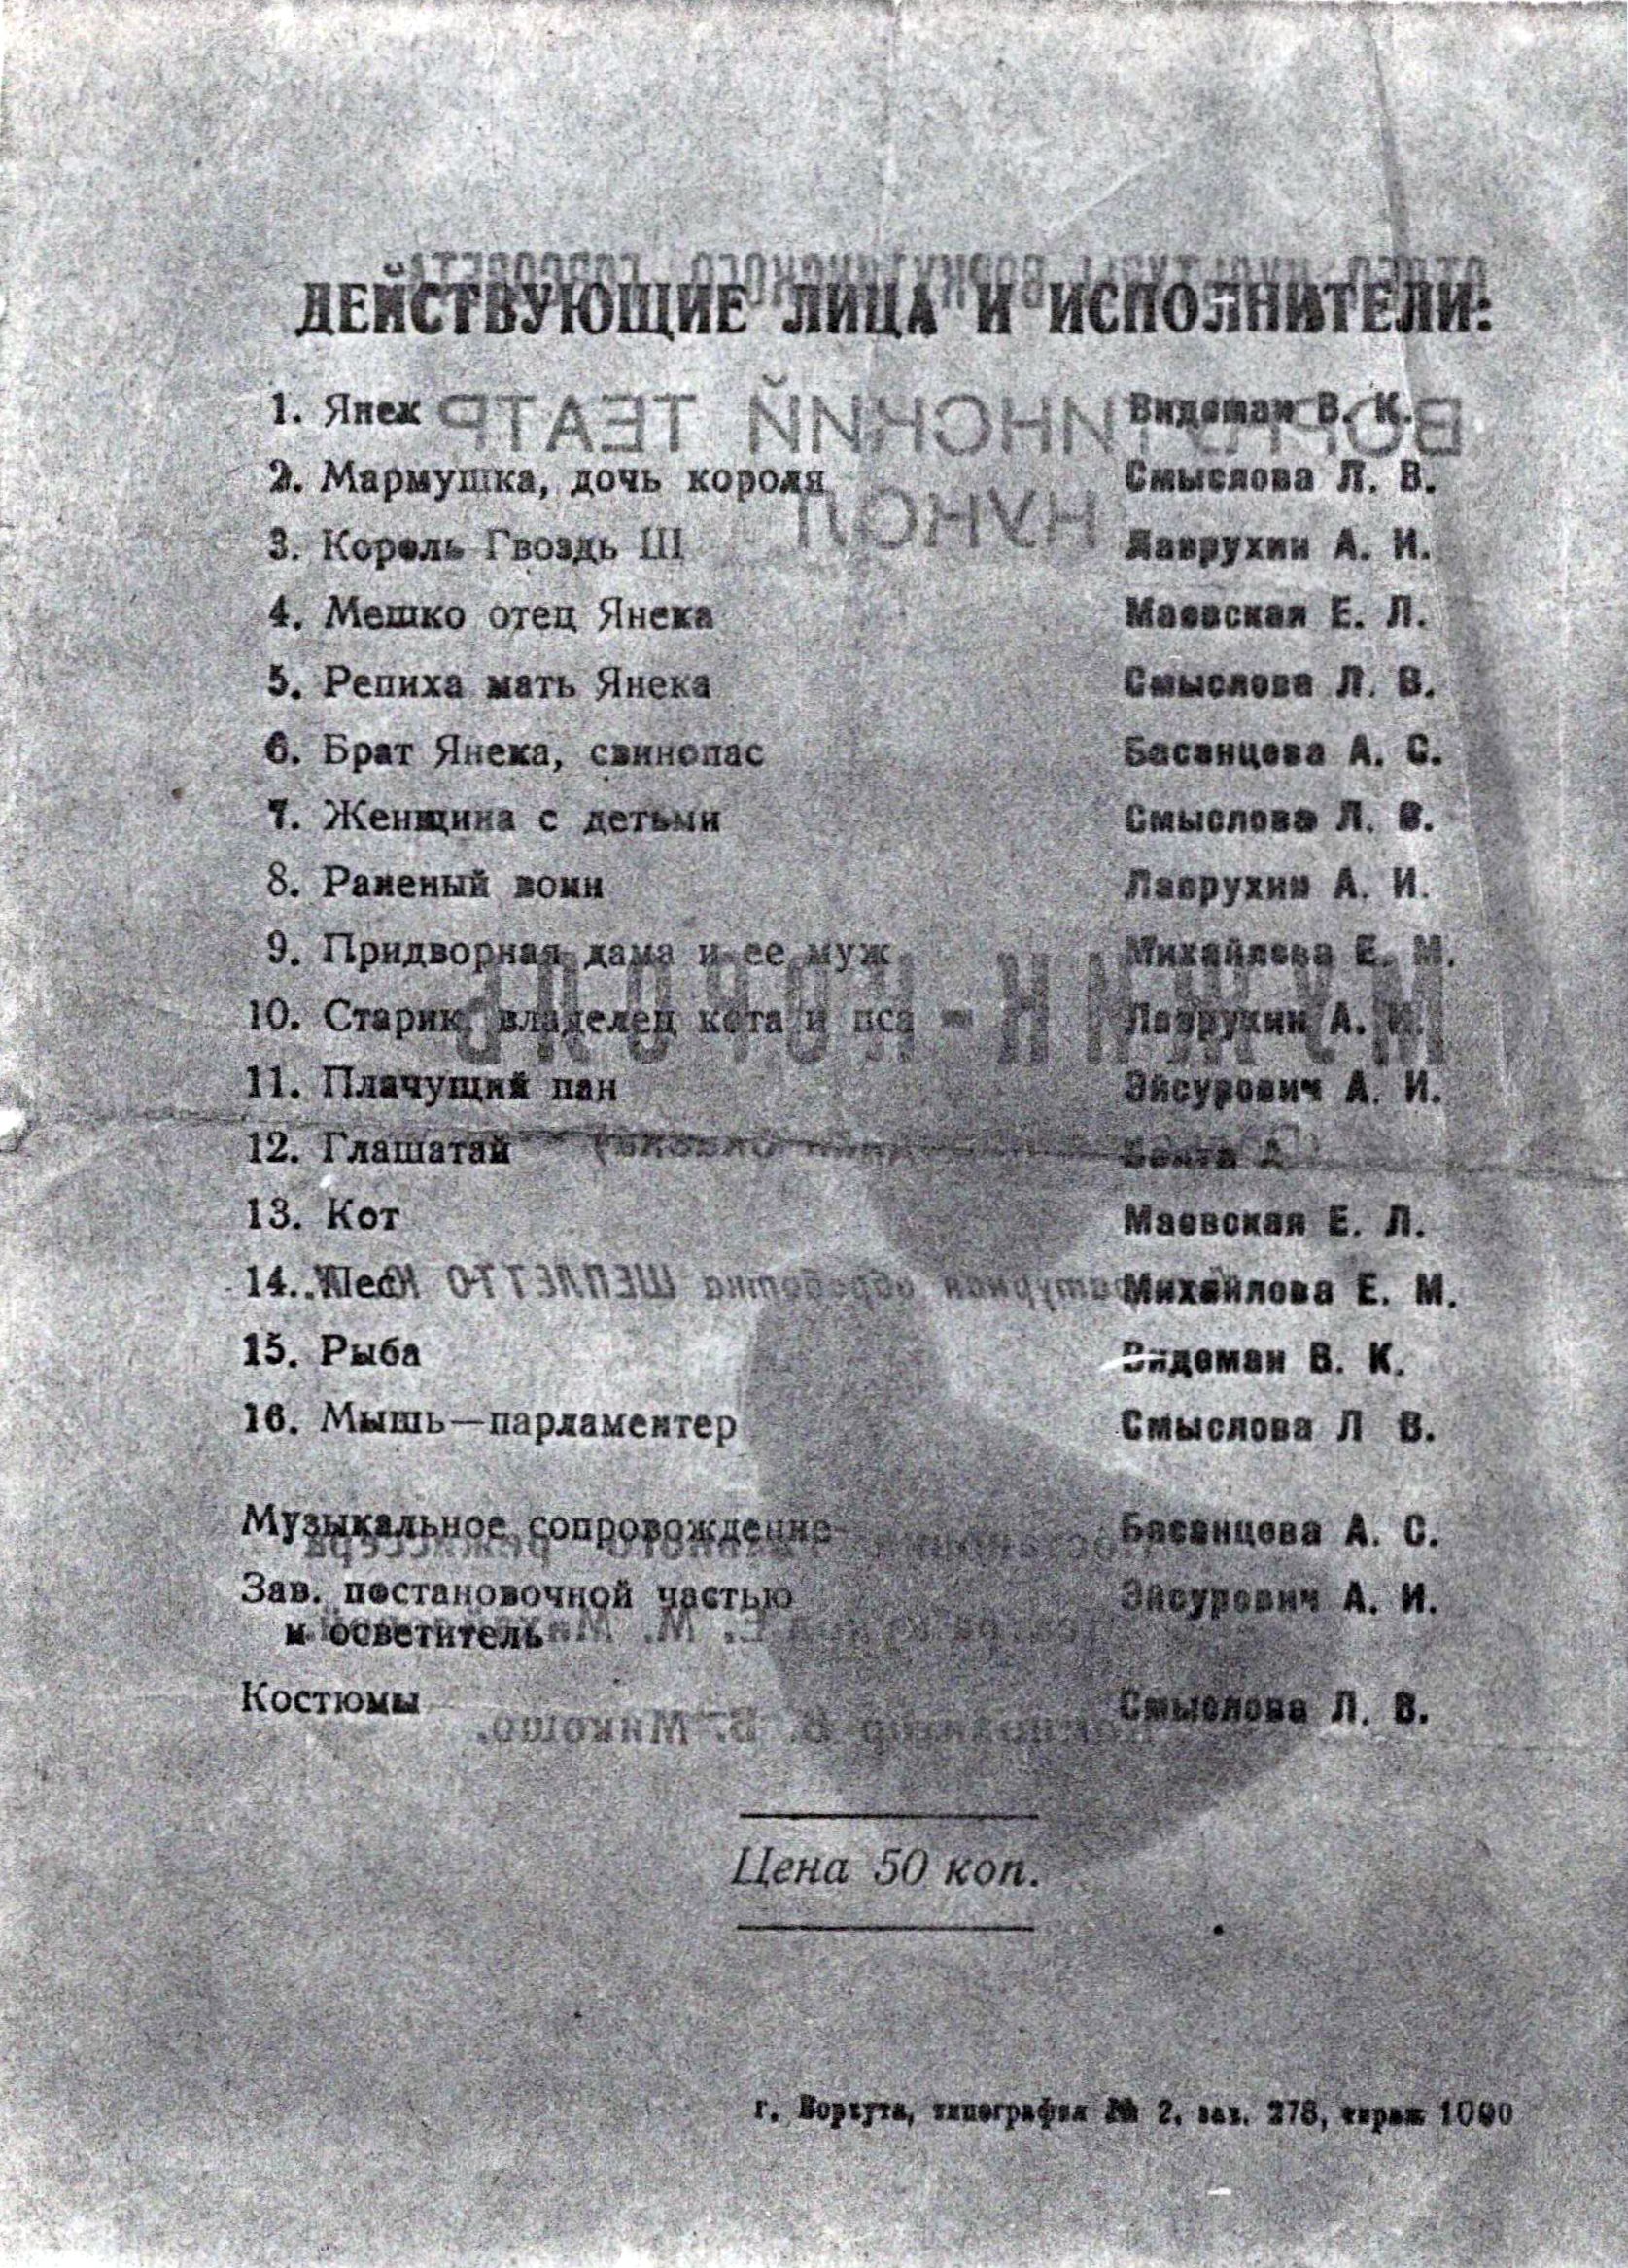 ДЕЙСТВУЮЩИЕ ЛИЦА И ИСПОЛНИТЕЛИ:
1. Янек Видеман В. К.
2. Мармушка, дочь короля Смыслова Л. В.
3. Король Гвоздь III Лаврухин А. И.
4. Мешко отец Янека Маевская Е. Л.
5. Репиха мать Янека Смыслова Л. В.
6. Брат Янека, свинопас Басанцева А. С.
7. Женщина с детьми Смыслова Л. В.
8. Раненый воин Лаврухин А. И.
9. Придворная дама и ее муж Михайлова Е. М.
10. Старик, владелец кота и пса — Лаврухин А. И.
11. Плачущий пан Эйсурович А. И.
12. Глашатай
13. Кот Маевская Е. Л.
14. Пес Михайлова Е. М.
15. Рыба Видеман В. К.
16. Мышь—парламентер Смыслова Л В.
Музыкальное сопровождение Басанцева А. С.
Зав. постановочной частью Эйсурович А. И.
и осветитель
Костюмы Смыслова Л. В.
Цена 50 коп.
г. Воркута, типография № 2, зак. 278, тираж 1000